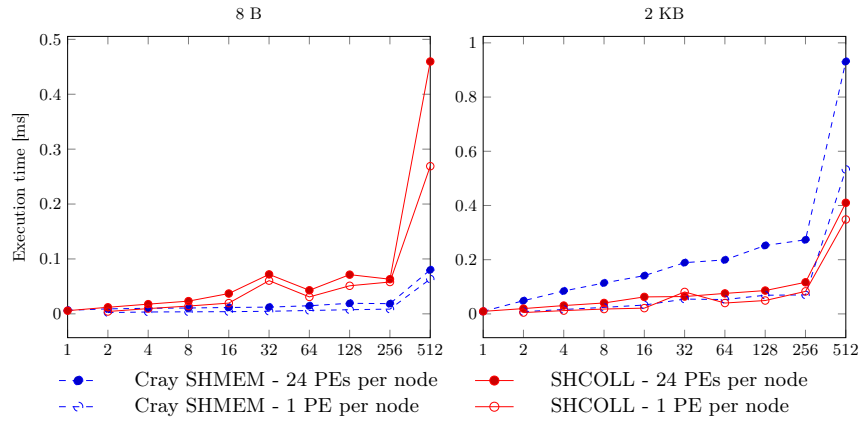 8 B
2 KB
Execution time [ms]
0.5
0.4
0.3
0.2
0.1
0
1 2 4 8 16 32 64 128 256 512
1
0.8
0.6
0.4
0.2
0
1 2 4 8 16 32 64 128 256 512
Cray SHMEM - 24 PEs per node
SHCOLL - 24 PEs per node
Cray SHMEM - 1 PE per node
SHCOLL - 1 PE per node